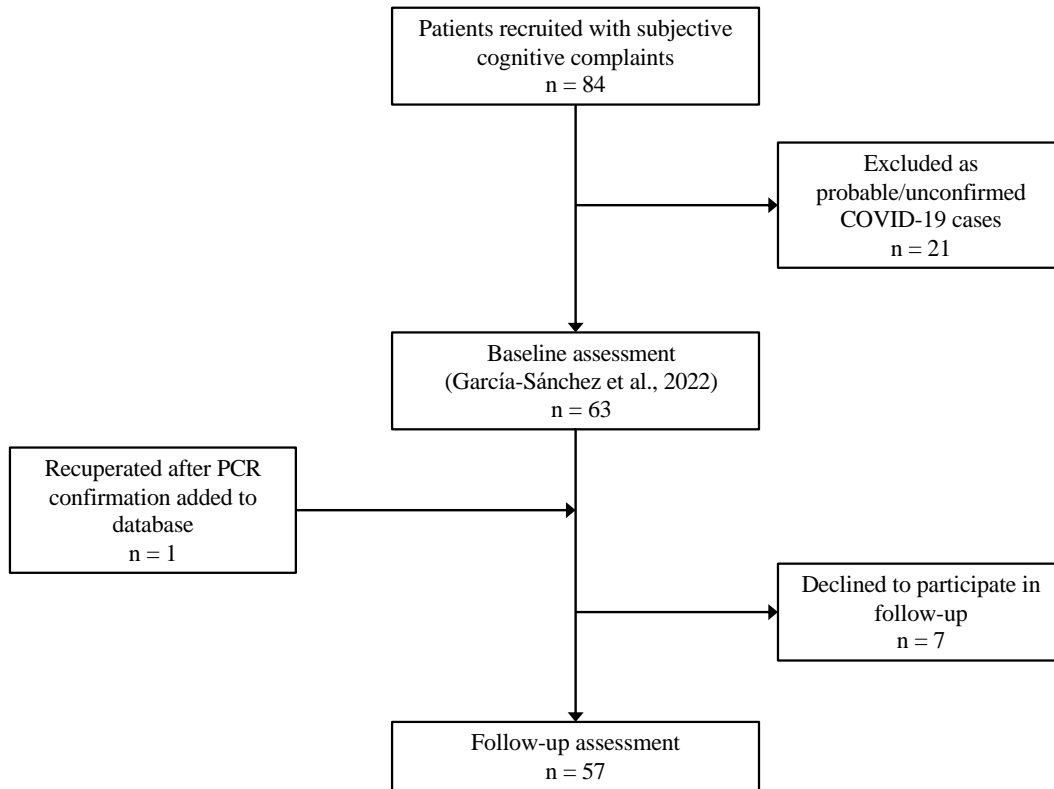 Patients recruited with subjective
cognitive complaints
n = 84
Excluded as
probable/unconfirmed
COVID-19 cases
n = 21
Baseline assessment
(García-Sánchez et al., 2022)
n = 63
Recuperated after PCR
confirmation added to
database
n = 1
Declined to participate in
follow-up
n = 7
Follow-up assessment
n = 57